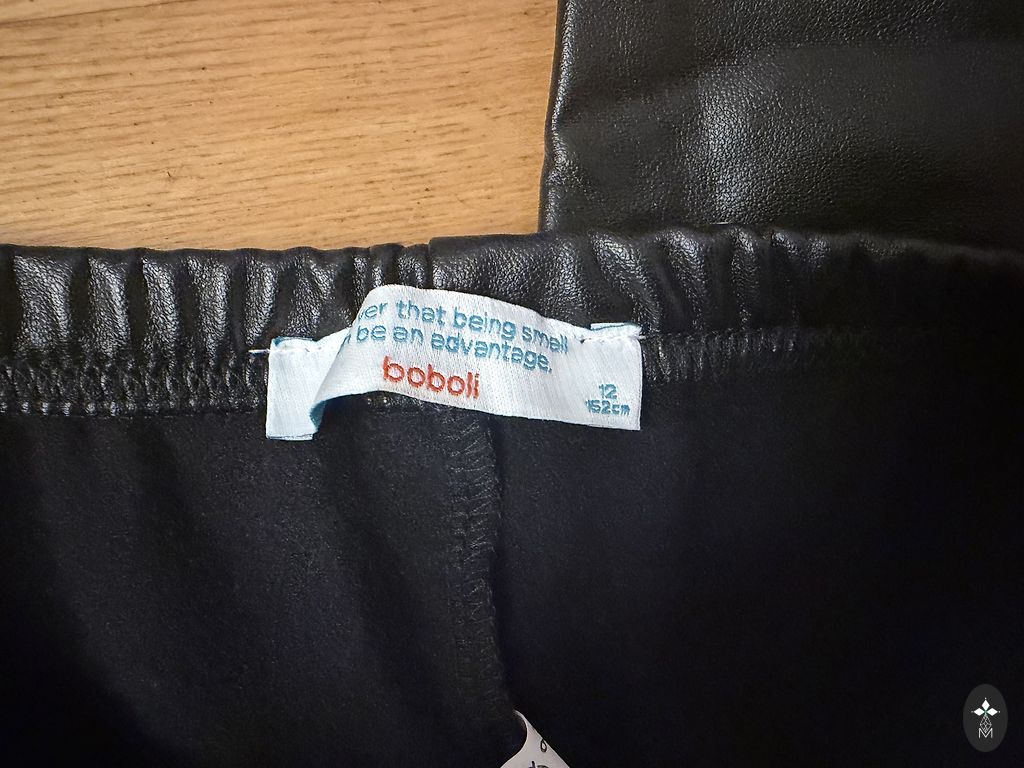 that being small
be an advantage.
boboli
12
152cm